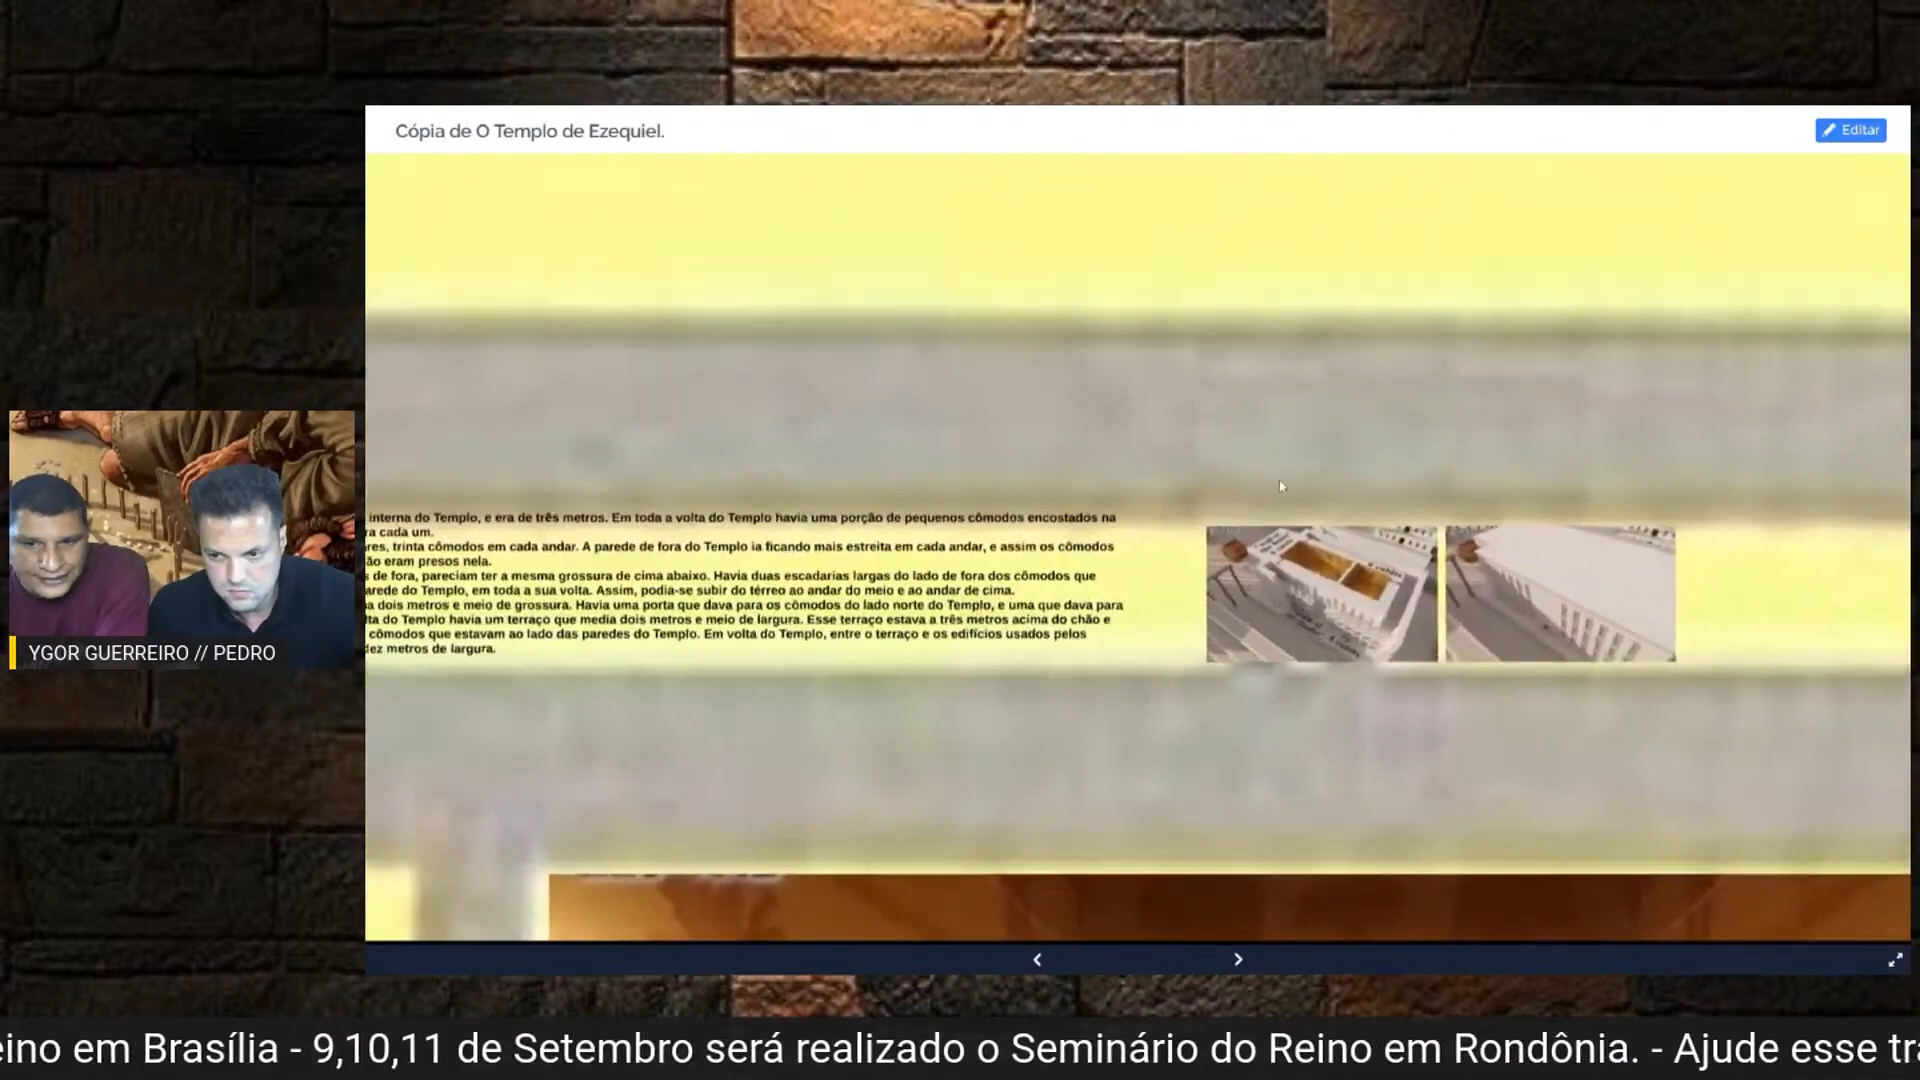 Cópia de O Templo de Ezequiel.
Editar
interna do Templo, e era de três metros. Em toda a volta do Templo havia uma porção de pequenos cômodos encostados na
ra cada um.
res, trinta cômodos em cada andar. A parede de fora do Templo ia ficando mais estreita em cada andar, e assim os cômodos
ão eram presos nela.
s de fora, pareciam ter a mesma grossura de cima abaixo. Havia duas escadarias largas do lado de fora dos cômodos que
arede do Templo, em toda a sua volta. Assim, podia-se subir do térreo ao andar do meio e ao andar de cima.
a dois metros e meio de grossura. Havia uma porta que dava para os cômodos do lado norte do Templo, e uma que dava para
lta do Templo havia um terraço que media dois metros e meio de largura. Esse terraço estava a três metros acima do chão e
cômodos que estavam ao lado das paredes do Templo. Em volta do Templo, entre o terraço e os edifícios usados pelos
dez metros de largura.
YGOR GUERREIRO // PEDRO
eino em Brasília - 9,10,11 de Setembro será realizado o Seminário do Reino em Rondônia. - Ajude esse tra